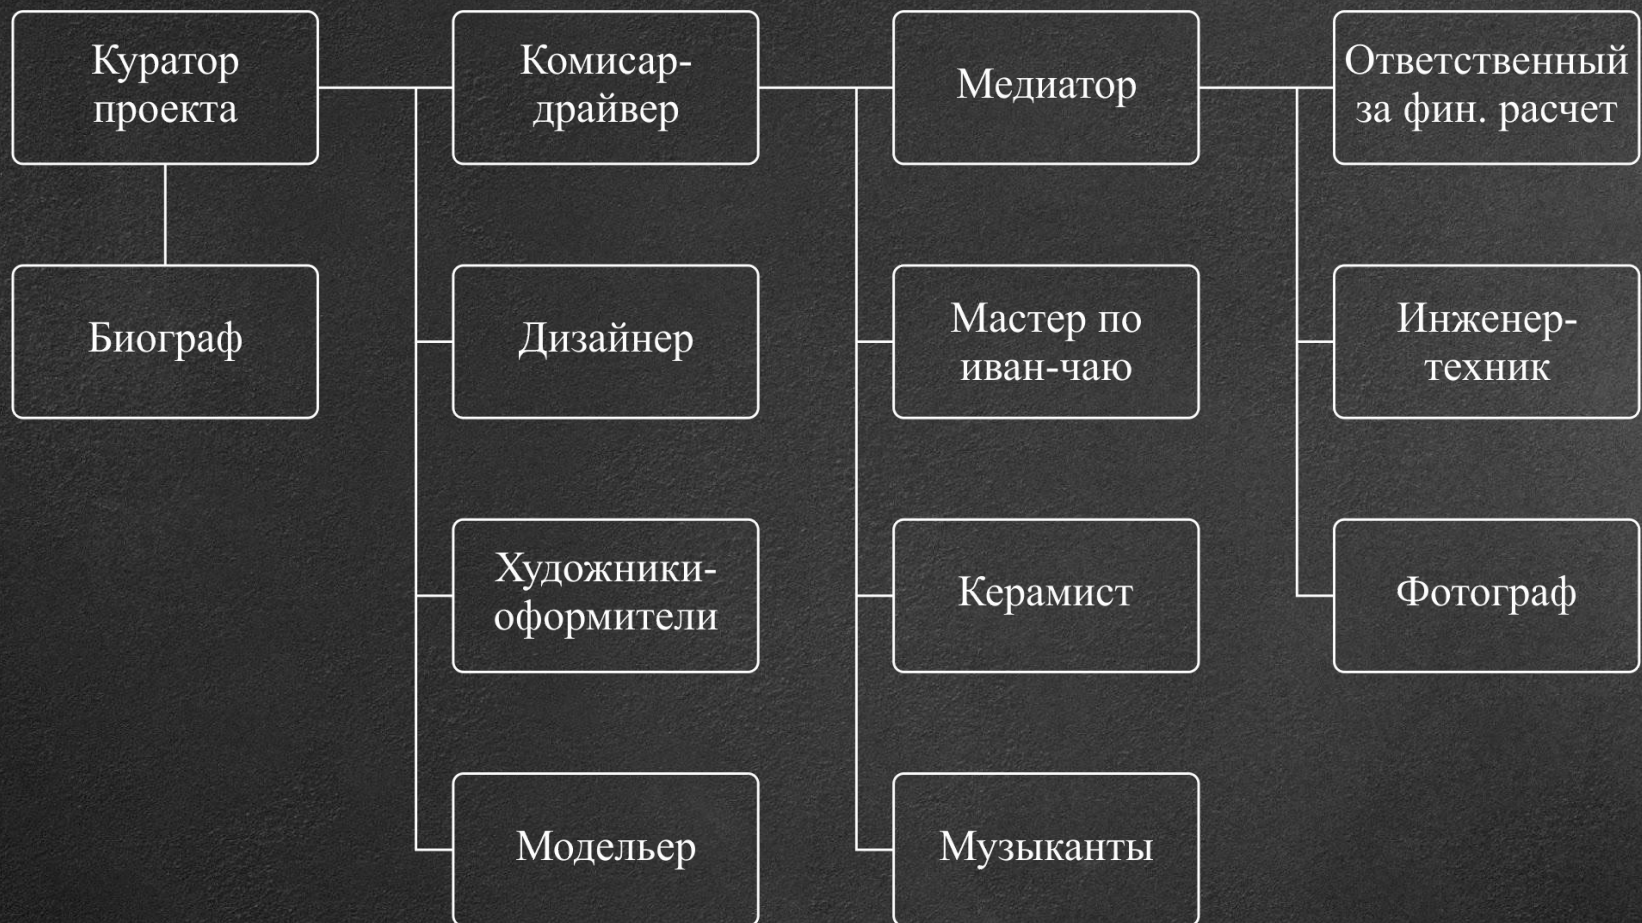 Куратор
проекта
Комисар-
драйвер
Медиатор
Ответственный
за фин. расчет
Биограф
Дизайнер
Мастер по
иван-чаю
Инженер-
техник
Художники-
оформители
Керамист
Фотограф
Модельер
Музыканты